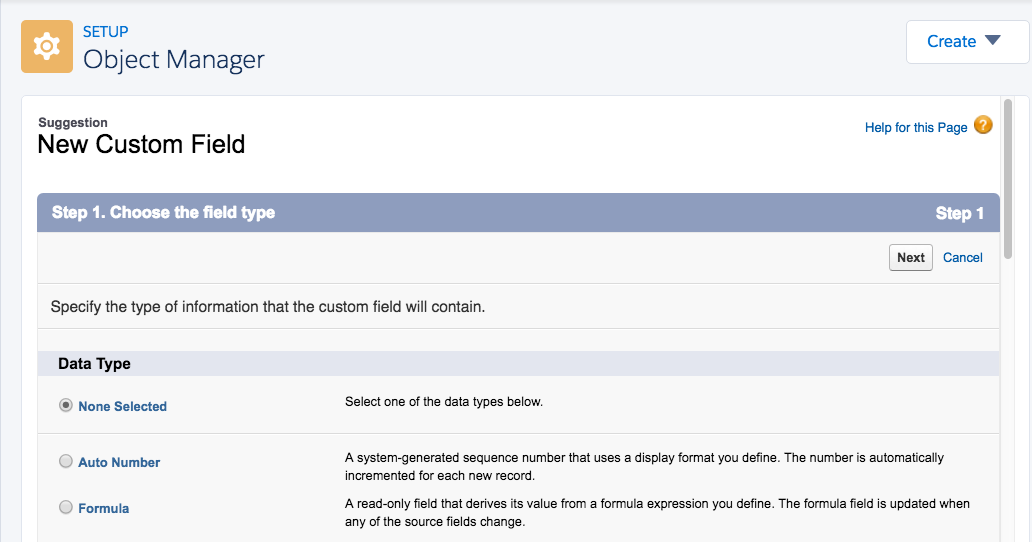 SETUP
Object Manager
Create
Suggestion
New Custom Field
Help for this Page ?
Step 1. Choose the field type
Step 1
Next
Cancel
Specify the type of information that the custom field will contain.
Data Type
None Selected
Select one of the data types below.
Auto Number
A system-generated sequence number that uses a display format you define. The number is automatically
incremented for each new record.
Formula
A read-only field that derives its value from a formula expression you define. The formula field is updated when
any of the source fields change.